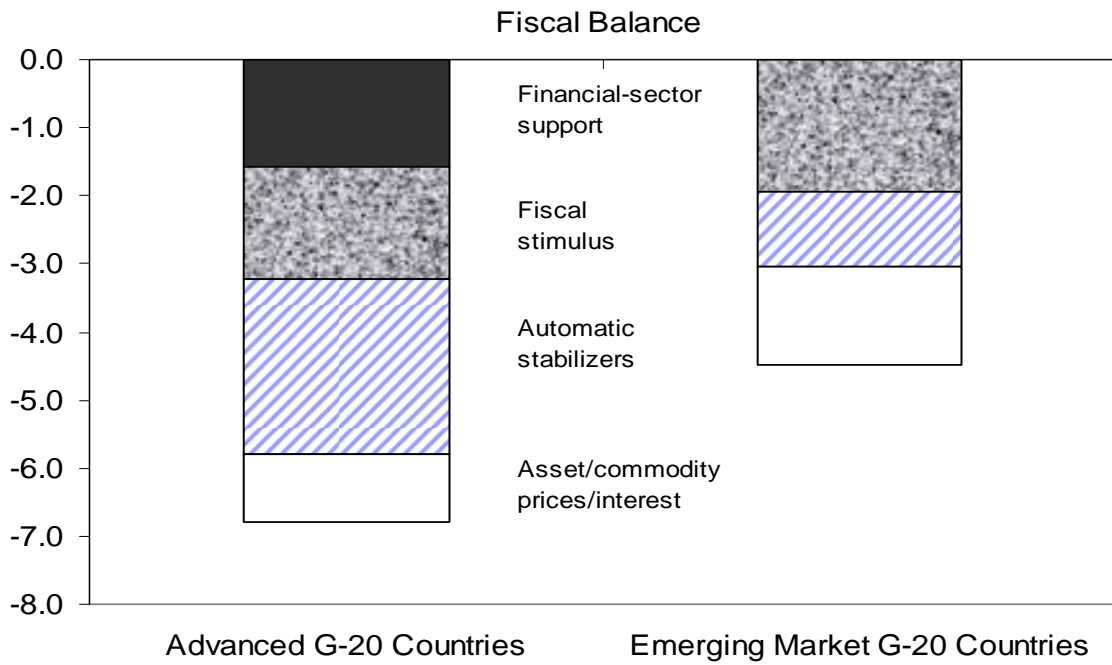 Fiscal Balance
0.0
-1.0
-2.0
-3.0
-4.0
-5.0
-6.0
-7.0
-8.0
Financial-sector
support
Fiscal
stimulus
Automatic
stabilizers
Asset/commodity
prices/interest
Advanced G-20 Countries
Emerging Market G-20 Countries